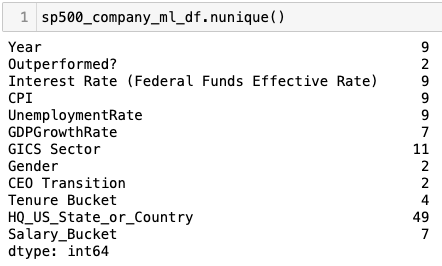 1 sp500_company_ml_df.nunique()
Year 9
Outperformed? 2
Interest Rate (Federal Funds Effective Rate) 9
CPI 9
UnemploymentRate 9
GDPGrowthRate 7
GICS Sector 11
Gender 2
CEO Transition 2
Tenure Bucket 4
HQ_US_State_or_Country 49
Salary_Bucket 7
dtype: int64